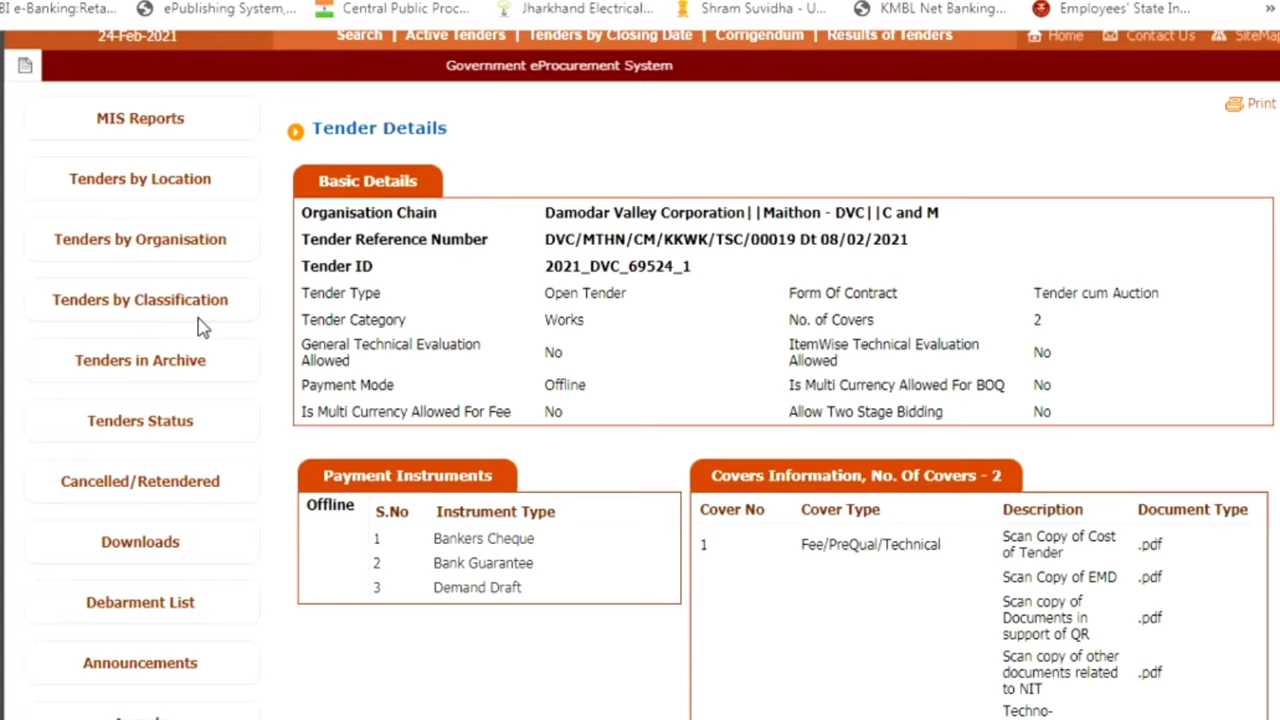 BI e-Banking:Reta... ePublishing System,... Central Public Proc... Jharkhand Electrical... Shram Suvidha - U... KMBL Net Banking... Employees' State In... »
24-Feb-2021 Search | Active Tenders | Tenders by Closing Date | Corrigendum | Results of Tenders Home Contact Us SiteMap
Government eProcurement System
Print
MIS Reports
Tenders by Location
Tenders by Organisation
Tenders by Classification
Tenders in Archive
Tenders Status
Cancelled/Retendered
Downloads
Debarment List
Announcements
Tender Details
Basic Details
Organisation Chain Damodar Valley Corporation||Maithon - DVC||C and M
Tender Reference Number DVC/MTHN/CM/KKWK/TSC/00019 Dt 08/02/2021
Tender ID 2021_DVC_69524_1
Tender Type Open Tender Form Of Contract Tender cum Auction
Tender Category Works No. of Covers 2
General Technical Evaluation
Allowed No ItemWise Technical Evaluation
Allowed No
Payment Mode Offline Is Multi Currency Allowed For BOQ No
Is Multi Currency Allowed For Fee No Allow Two Stage Bidding No
Payment Instruments
Offline S.No Instrument Type
1 Bankers Cheque
2 Bank Guarantee
3 Demand Draft
Covers Information, No. Of Covers - 2
Cover No Cover Type Description Document Type
1 Fee/PreQual/Technical Scan Copy of Cost
of Tender .pdf
Scan Copy of EMD .pdf
Scan copy of
Documents in .pdf
support of QR
Scan copy of other
documents related .pdf
to NIT
Techno-